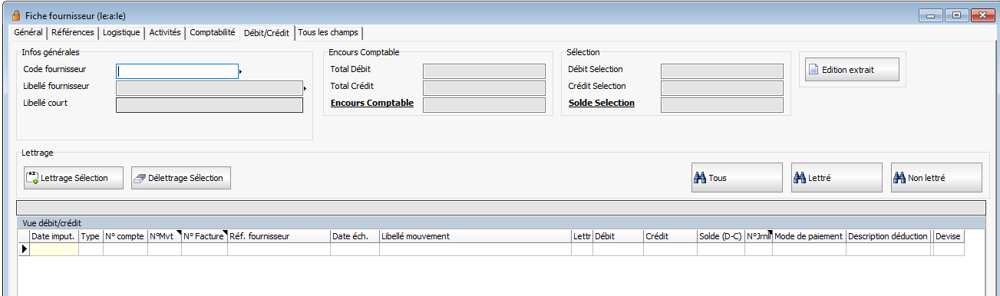 Fiche fournisseur (le:a:le)
Général Références Logistique Activités Comptabilité Débit/Crédit Tous les champs
Infos générales Encours Comptable Sélection
Code fournisseur Total Débit Débit Selection Edition extrait
Libellé fournisseur Total Crédit Crédit Selection
Libellé court Encours Comptable Solde Selection
Lettrage
Lettrage Sélection Délettrage Sélection Tous Lettré Non lettré
Vue débit/crédit
Date imput. Type N° compte N°Mvt N° Facture Réf. fournisseur Date éch. Libellé mouvement Lettr Débit Crédit Solde (D-C) N°Jrnl Mode de paiement Description déduction Devise